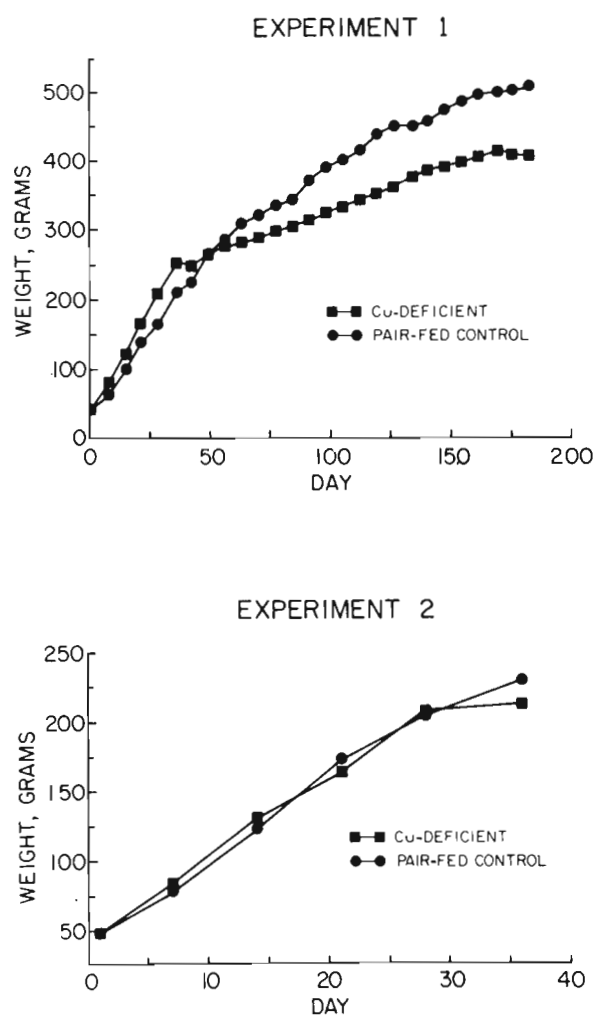 EXPERIMENT 1
500
400
300
200
100
0
WEIGHT, GRAMS
Cu-DEFICIENT
PAIR-FED CONTROL
0 50 100 150 200
DAY
EXPERIMENT 2
250
200
150
100
50
WEIGHT, GRAMS
Cu-DEFICIENT
PAIR-FED CONTROL
0 10 20 30 40
DAY